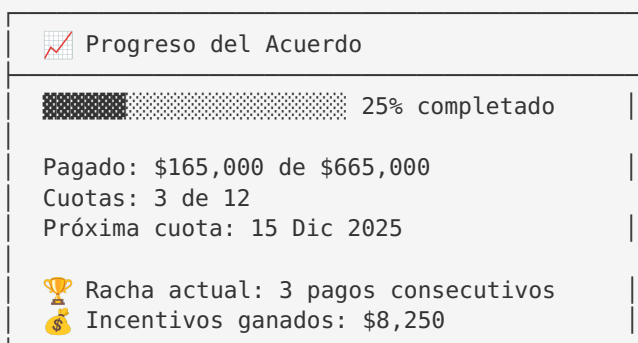 📈 Progreso del Acuerdo
25% completado
Pagado: $165,000 de $665,000
Cuotas: 3 de 12
Próxima cuota: 15 Dic 2025
🏆 Racha actual: 3 pagos consecutivos
💰 Incentivos ganados: $8,250